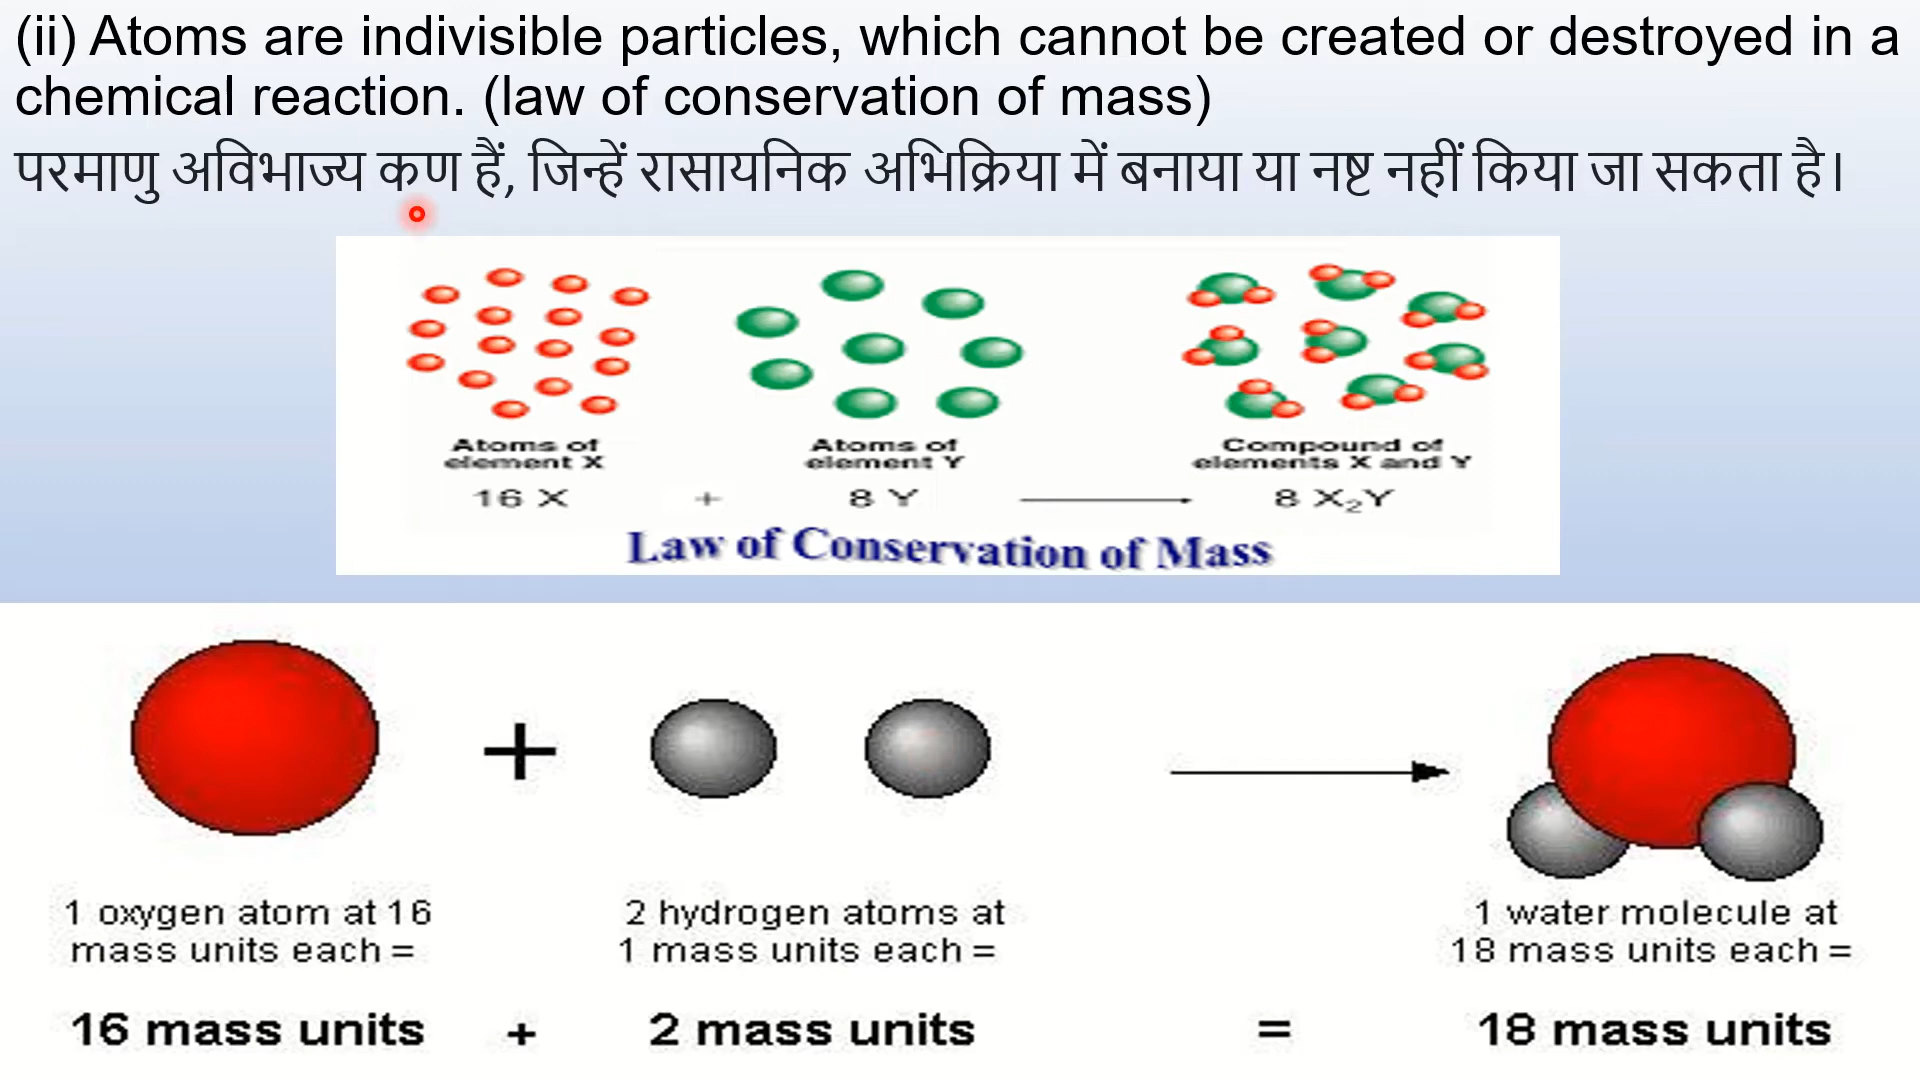 (ii) Atoms are indivisible particles, which cannot be created or destroyed in a
chemical reaction. (law of conservation of mass)
परमाणु अविभाज्य कण हैं, जिन्हें रासायनिक अभिक्रिया में बनाया या नष्ट नहीं किया जा सकता है।
Atoms of element X
Atoms of element Y
Compound of elements X and Y
16 X + 8 Y 8 X₂Y
Law of Conservation of Mass
+
1 oxygen atom at 16
mass units each =
2 hydrogen atoms at
1 mass units each =
1 water molecule at
18 mass units each =
16 mass units + 2 mass units = 18 mass units